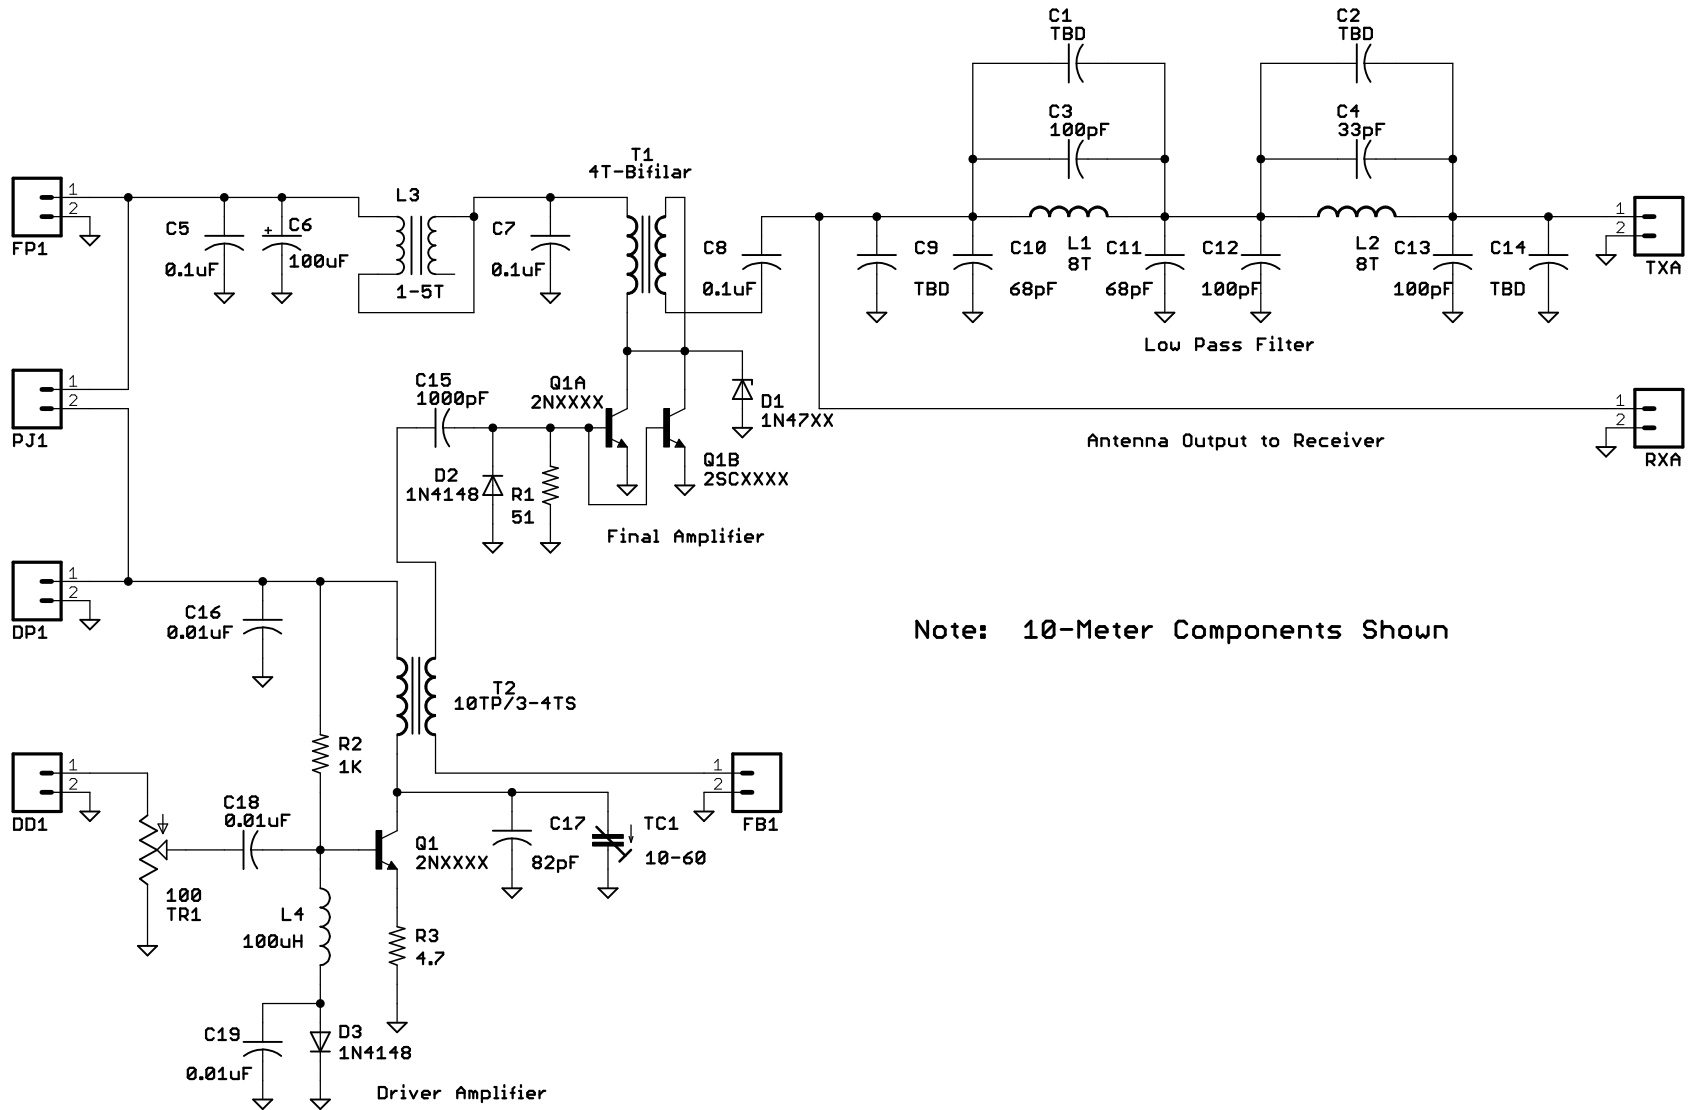 C1
TBD
C2
TBD
C3
100pF
C4
33pF
T1
4T-Bifilar
1
2
FP1
L3
1-5T
C5
0.1uF
+
C6
100uF
C7
0.1uF
C8
0.1uF
C9
TBD
C10
68pF
L1
8T
C11
68pF
C12
100pF
L2
8T
C13
100pF
C14
TBD
1
2
TXA
Low Pass Filter
1
2
PJ1
C15
1000pF
Q1A
2NXXXX
D1
1N47XX
1
2
RXA
Antenna Output to Receiver
D2
1N4148
R1
51
Q1B
2SCXXXX
Final Amplifier
1
2
DP1
C16
0.01uF
Note: 10-Meter Components Shown
T2
10TP/3-4TS
R2
1K
1
2
DD1
1
2
FB1
C18
0.01uF
Q1
2NXXXX
C17
82pF
TC1
10-60
100
TR1
L4
100uH
R3
4.7
C19
0.01uF
D3
1N4148
Driver Amplifier